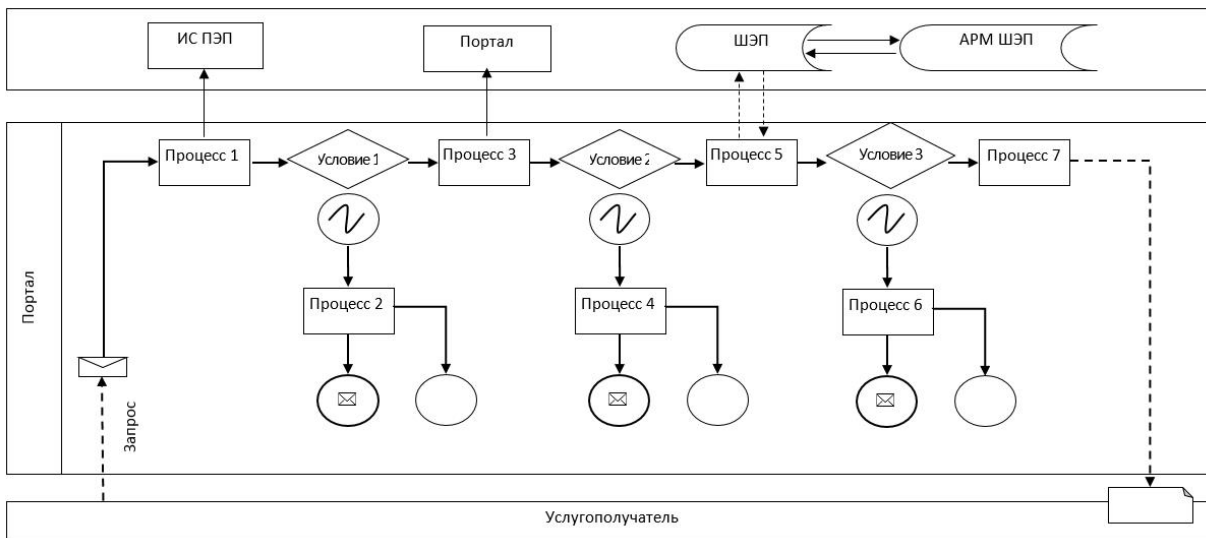 ИС ПЭП
Портал
ШЭП
АРМ ШЭП
Портал
Процесс 1
Условие 1
Процесс 3
Условие 2
Процесс 5
Условие 3
Процесс 7
Процесс 2
Процесс 4
Процесс 6
Запрос
Услугополучатель